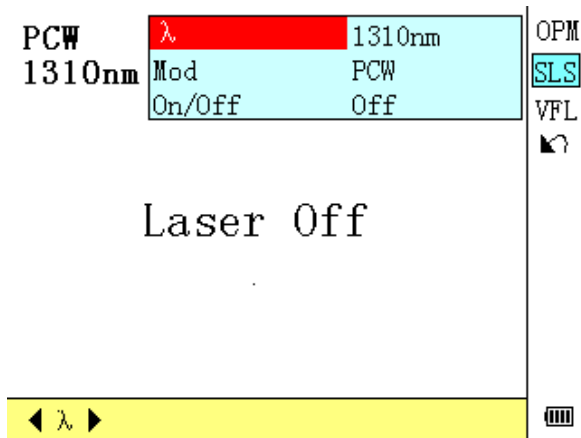 PCW
1310nm
λ 1310nm
Mod PCW
On/Off Off
OPM
SLS
VFL
Laser Off
λ